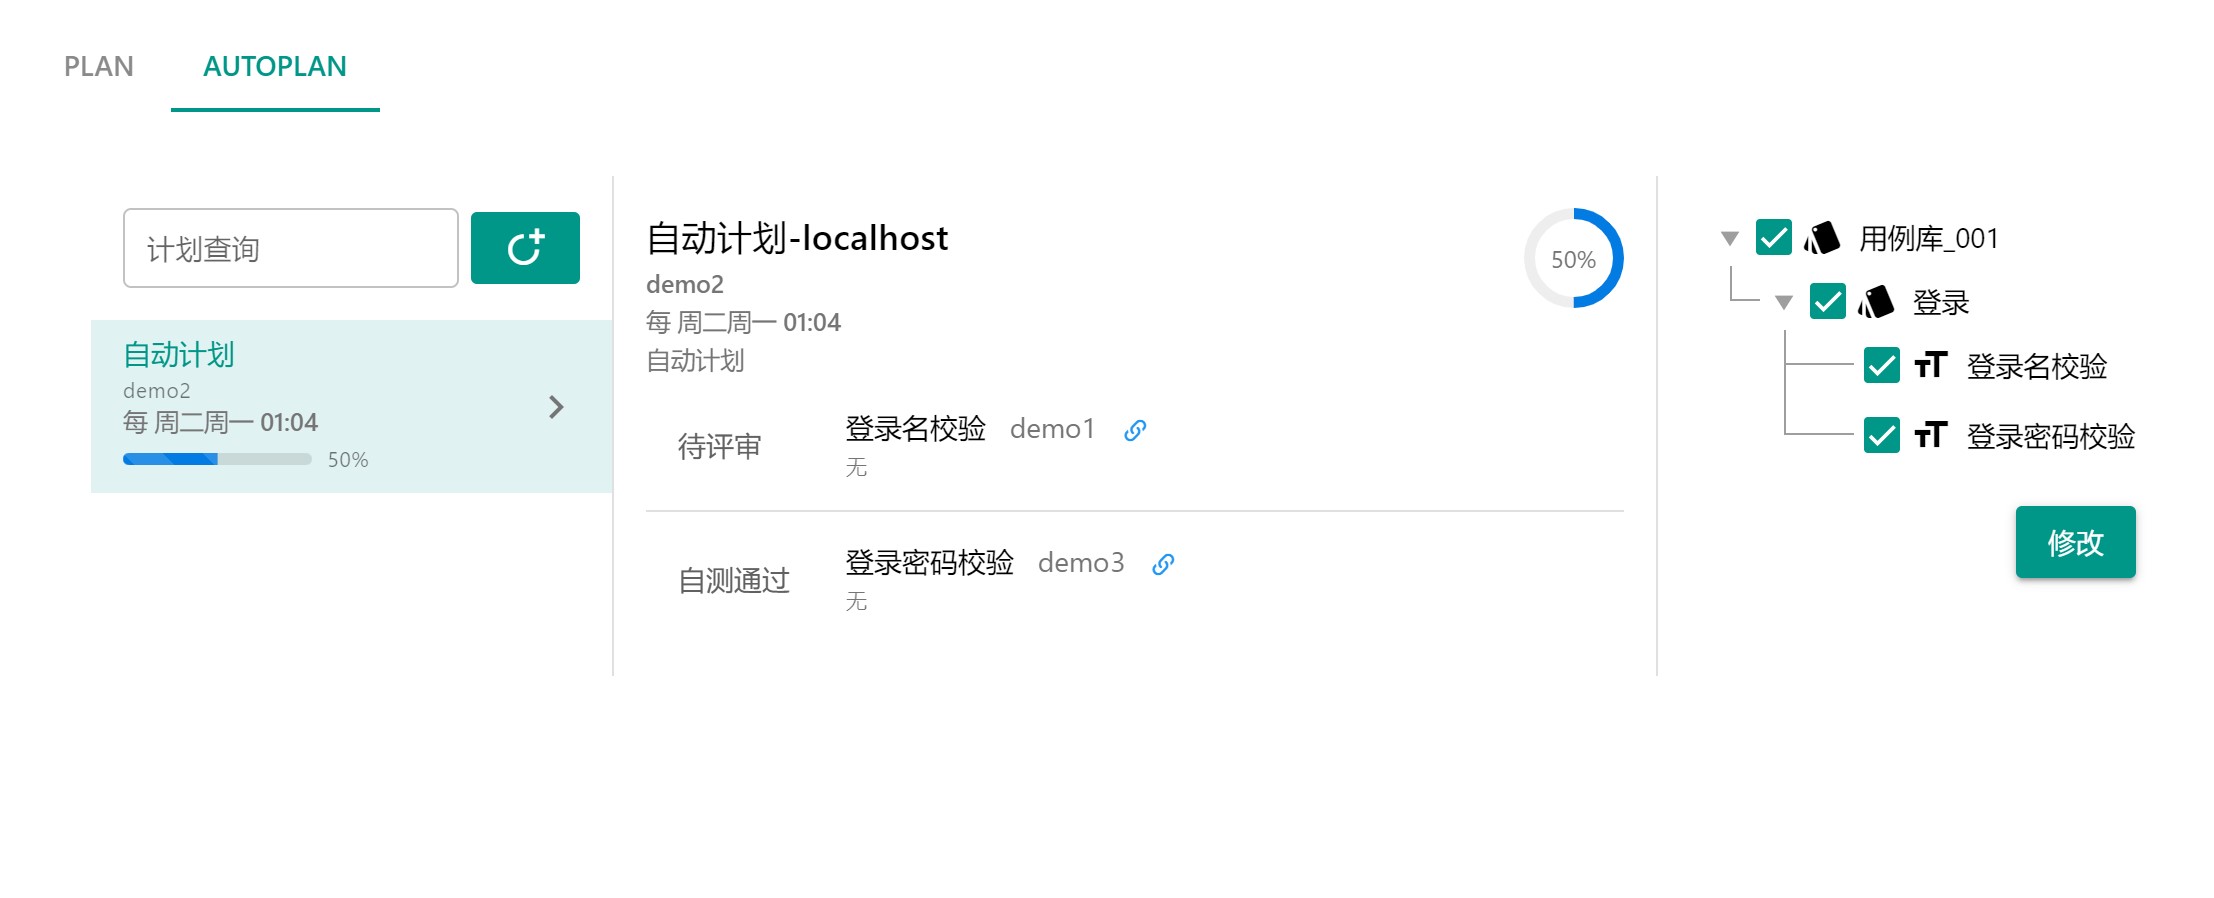 PLAN
AUTOPLAN
计划查询
自动计划
demo2
每 周二周一 01:04
50%
自动计划-localhost
demo2
每 周二周一 01:04
自动计划
50%
待评审
登录名校验 demo1
无
自测通过
登录密码校验 demo3
无
用例库_001
登录
登录名校验
登录密码校验
修改